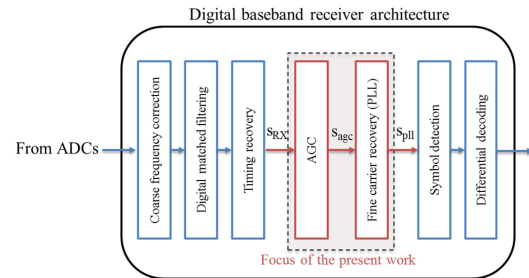 Digital baseband receiver architecture
From ADCs
Coarse frequency correction
Digital matched filtering
Timing recovery
sRX
AGC
sagc
Fine carrier recovery (PLL)
spll
Symbol detection
Differential decoding
Focus of the present work